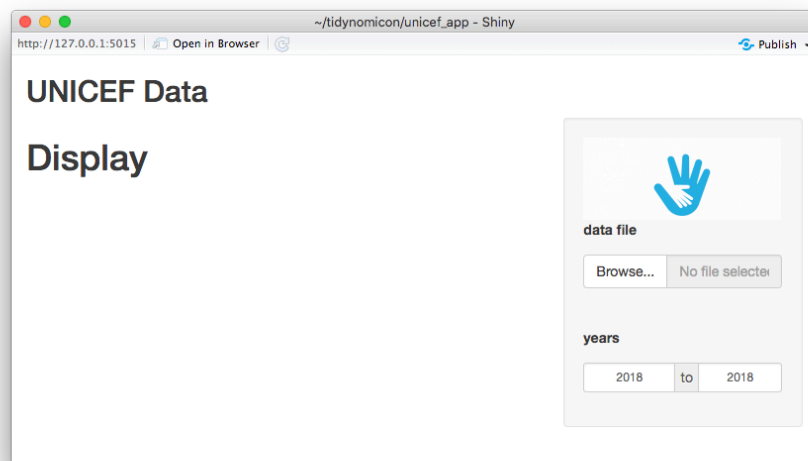 ~/tidynomicon/unicef_app - Shiny
http://127.0.0.1:5015 Open in Browser Publish
UNICEF Data
Display
data file
Browse... No file selected
years
2018 to 2018